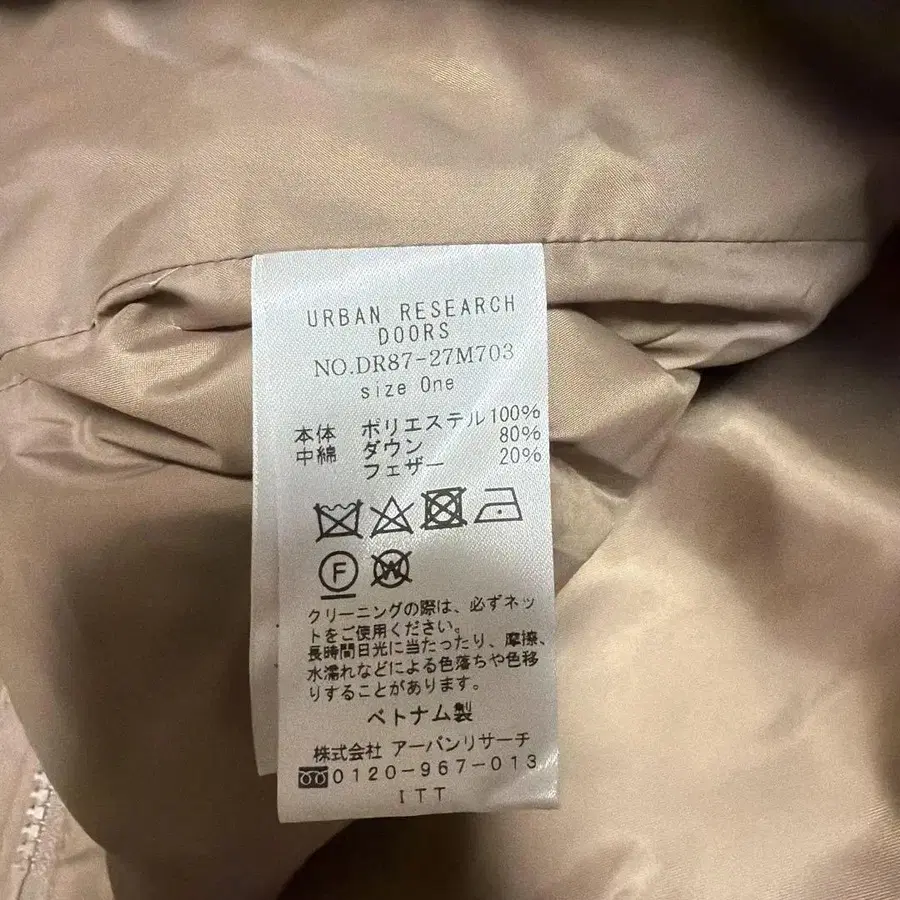 URBAN RESEARCH
DOORS
NO.DR87-27M703
size One
本体 ポリエステル 100%
中綿 ダウン 80%
フェザー 20%
F W
クリーニングの際は、必ずネッ
トをご使用ください。
長時間日光に当たったり、摩擦、
水濡れなどによる色落ちや色移
りすることがあります。
ベトナム製
株式会社 アーバンリサーチ
0120-967-013
ITT